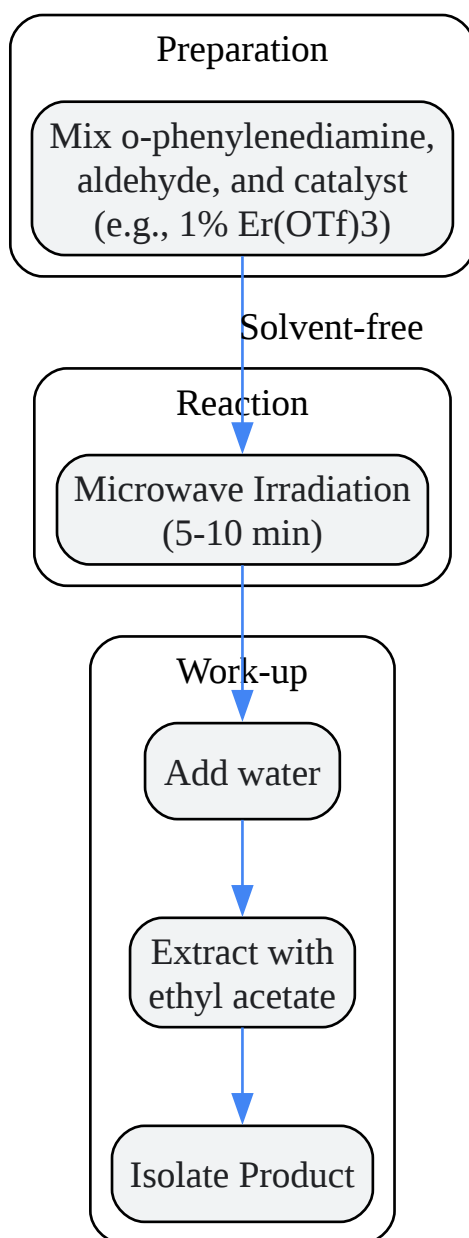 Preparation
Mix o-phenylenediamine,
aldehyde, and catalyst
(e.g., 1% Er(OTf)3)
Solvent-free
Reaction
Microwave Irradiation
(5-10 min)
Work-up
Add water
Extract with
ethyl acetate
Isolate Product